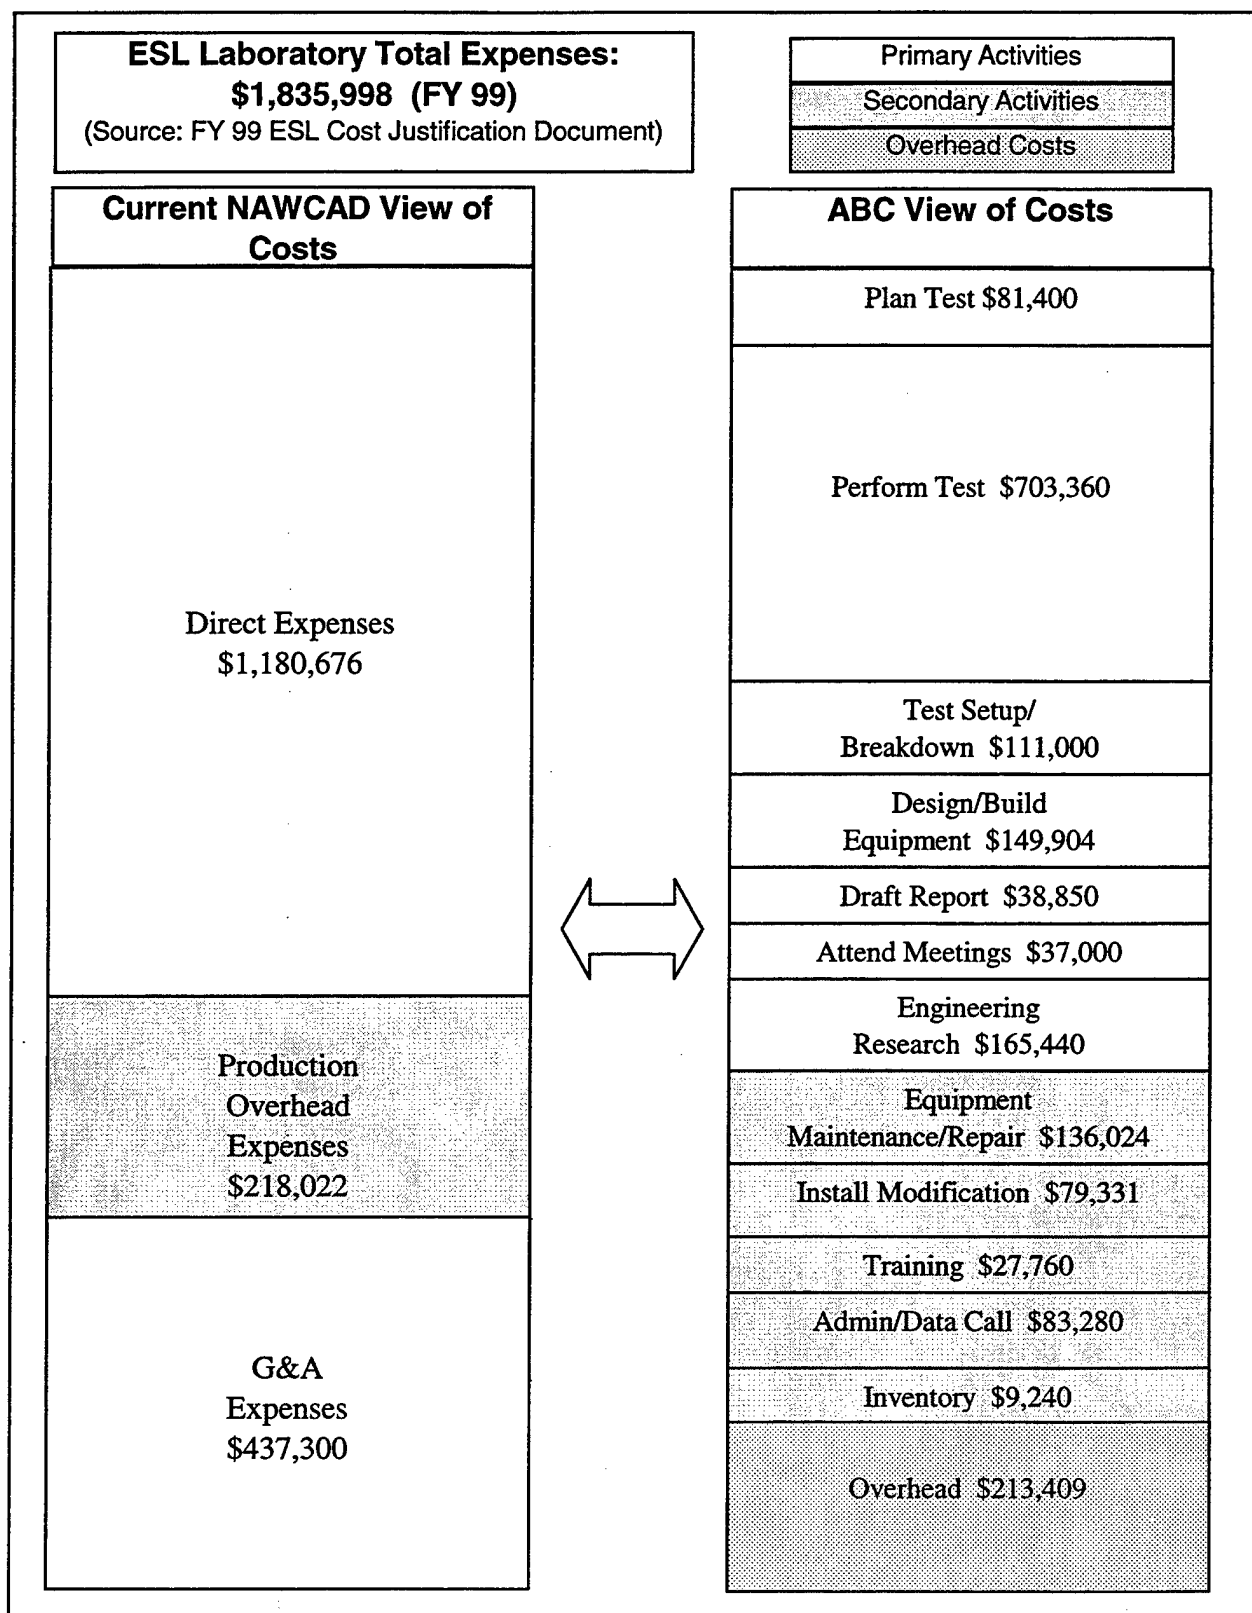 ESL Laboratory Total Expenses:
$1,835,998 (FY 99)
(Source: FY 99 ESL Cost Justification Document)
Primary Activities
Secondary Activities
Overhead Costs
Current NAWCAD View of
Costs
Direct Expenses
$1,180,676
Production
Overhead
Expenses
$218,022
G&A
Expenses
$437,300
ABC View of Costs
Plan Test $81,400
Perform Test $703,360
Test Setup/
Breakdown $111,000
Design/Build
Equipment $149,904
Draft Report $38,850
Attend Meetings $37,000
Engineering
Research $165,440
Equipment
Maintenance/Repair $136,024
Install Modification $79,331
Training $27,760
Admin/Data Call $83,280
Inventory $9,240
Overhead $213,409